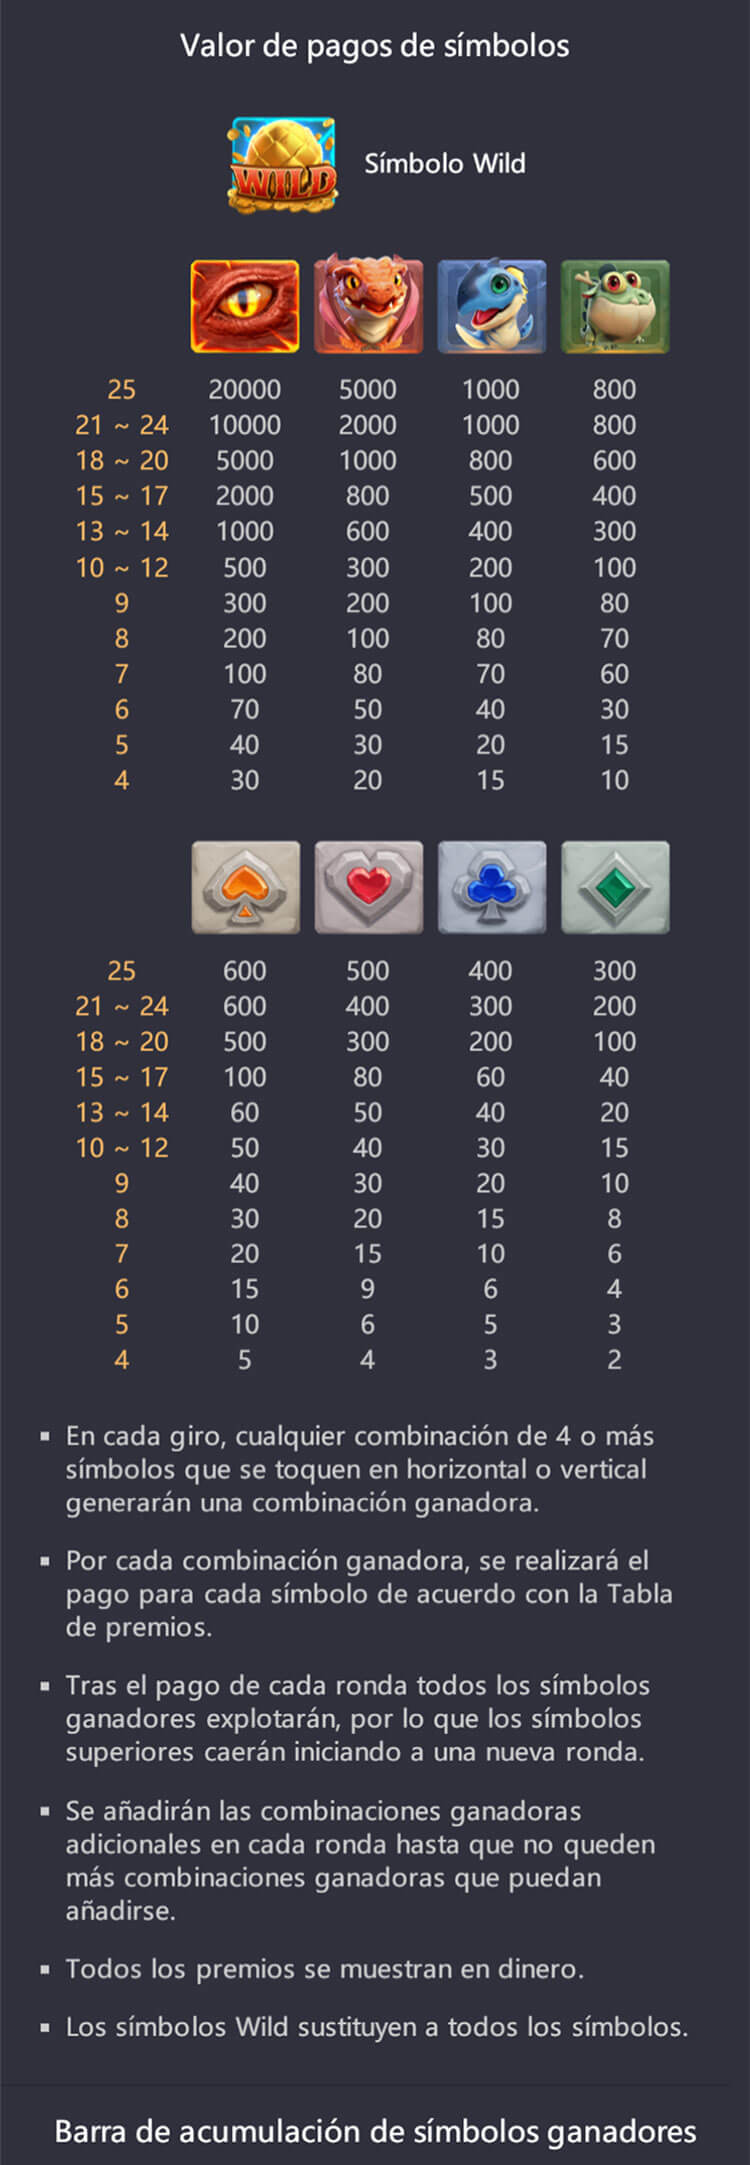 Valor de pagos de símbolos
WILD
Símbolo Wild
25 20000 5000 1000 800
21 ~ 24 10000 2000 1000 800
18 ~ 20 5000 1000 800 600
15 ~ 17 2000 800 500 400
13 ~ 14 1000 600 400 300
10 ~ 12 500 300 200 100
9 300 200 100 80
8 200 100 80 70
7 100 80 70 60
6 70 50 40 30
5 40 30 20 15
4 30 20 15 10
25 600 500 400 300
21 ~ 24 600 400 300 200
18 ~ 20 500 300 200 100
15 ~ 17 100 80 60 40
13 ~ 14 60 50 40 20
10 ~ 12 50 40 30 15
9 40 30 20 10
8 30 20 15 8
7 20 15 10 6
6 15 9 6 4
5 10 6 5 3
4 5 4 3 2
▪ En cada giro, cualquier combinación de 4 o más
símbolos que se toquen en horizontal o vertical
generarán una combinación ganadora.
▪ Por cada combinación ganadora, se realizará el
pago para cada símbolo de acuerdo con la Tabla
de premios.
▪ Tras el pago de cada ronda todos los símbolos
ganadores explotarán, por lo que los símbolos
superiores caerán iniciando a una nueva ronda.
▪ Se añadirán las combinaciones ganadoras
adicionales en cada ronda hasta que no queden
más combinaciones ganadoras que puedan
añadirse.
▪ Todos los premios se muestran en dinero.
▪ Los símbolos Wild sustituyen a todos los símbolos.
Barra de acumulación de símbolos ganadores